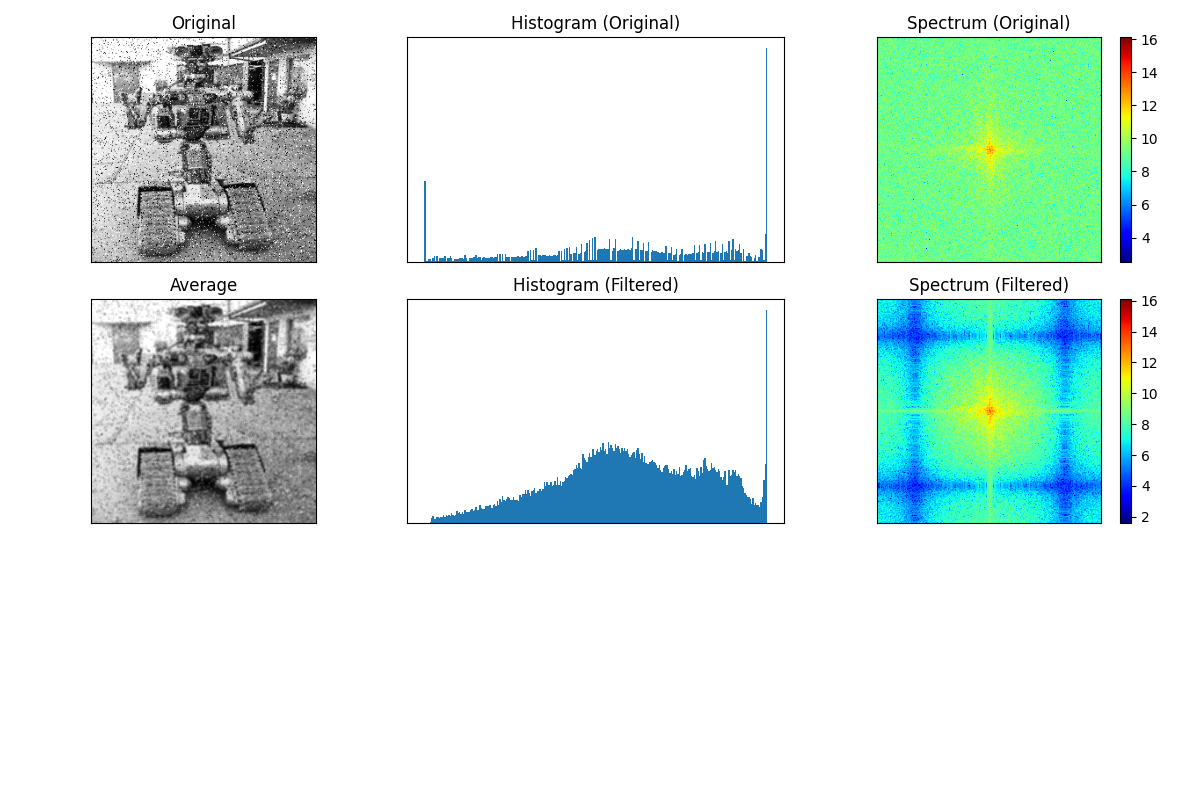 Original
Histogram (Original)
Spectrum (Original)
16
14
12
10
8
6
4
Average
Histogram (Filtered)
Spectrum (Filtered)
16
14
12
10
8
6
4
2